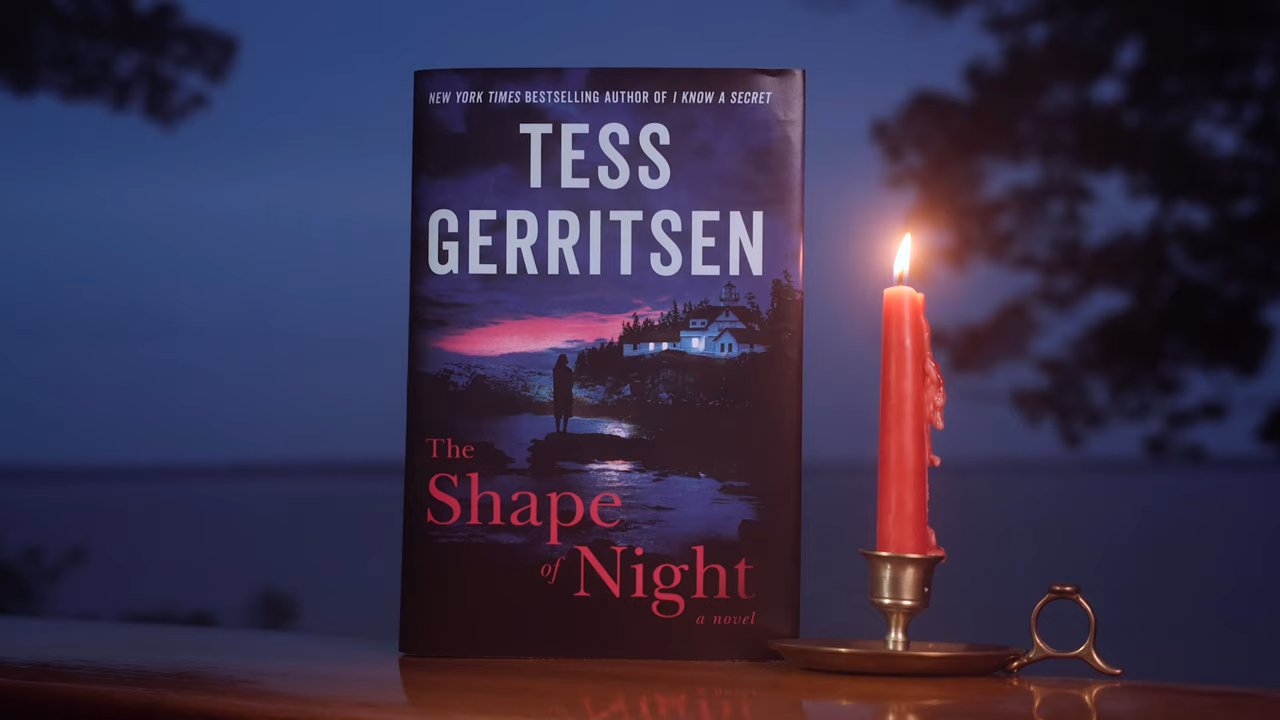 NEW YORK TIMES BESTSELLING AUTHOR OF I KNOW A SECRET
TESS
GERRITSEN
The
Shape
of Night
a novel